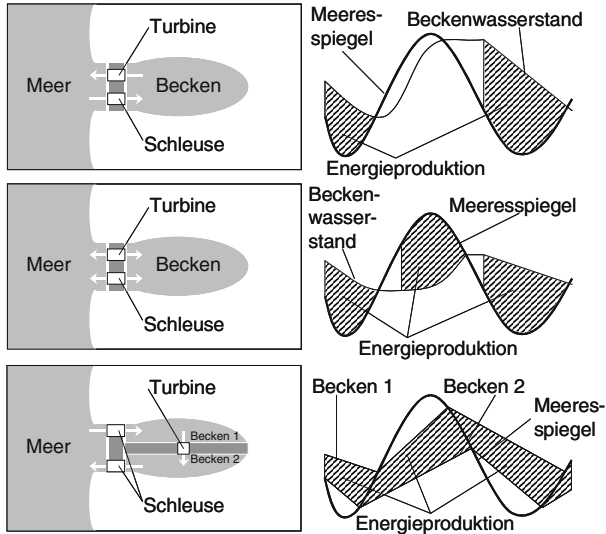 Turbine
Meer
Becken
Schleuse
Meeres-
spiegel
Beckenwasserstand
Energieproduktion
Turbine
Meer
Becken
Schleuse
Becken-
wasser-
stand
Meeresspiegel
Energieproduktion
Turbine
Meer
Becken 1
Becken 2
Schleuse
Becken 1
Becken 2
Meeres-
spiegel
Energieproduktion